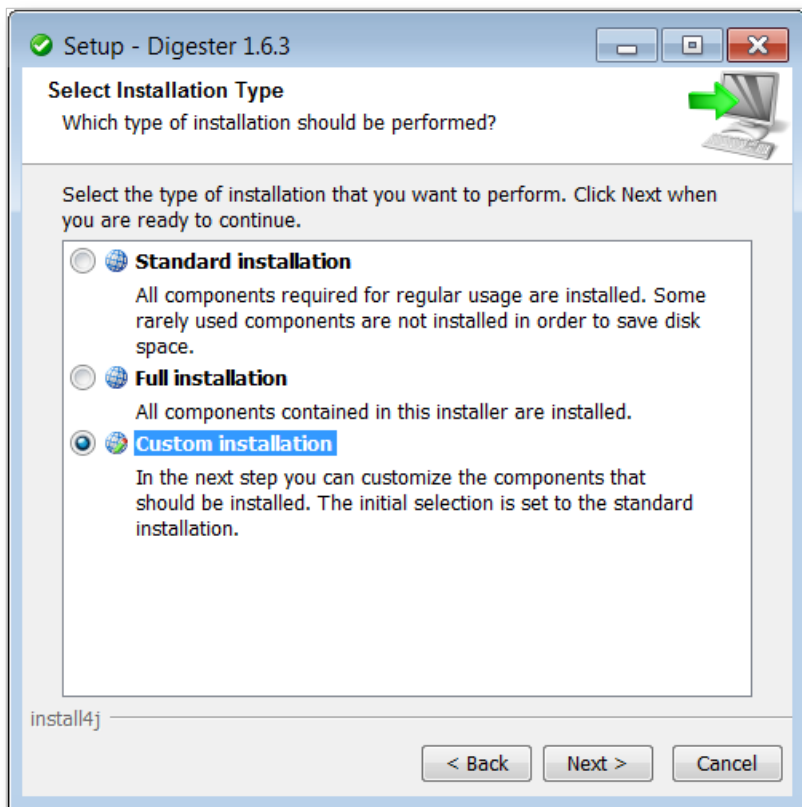 Setup - Digester 1.6.3
Select Installation Type
Which type of installation should be performed?
Select the type of installation that you want to perform. Click Next when
you are ready to continue.
Standard installation
All components required for regular usage are installed. Some
rarely used components are not installed in order to save disk
space.
Full installation
All components contained in this installer are installed.
Custom installation
In the next step you can customize the components that
should be installed. The initial selection is set to the standard
installation.
install4j
< Back Next > Cancel